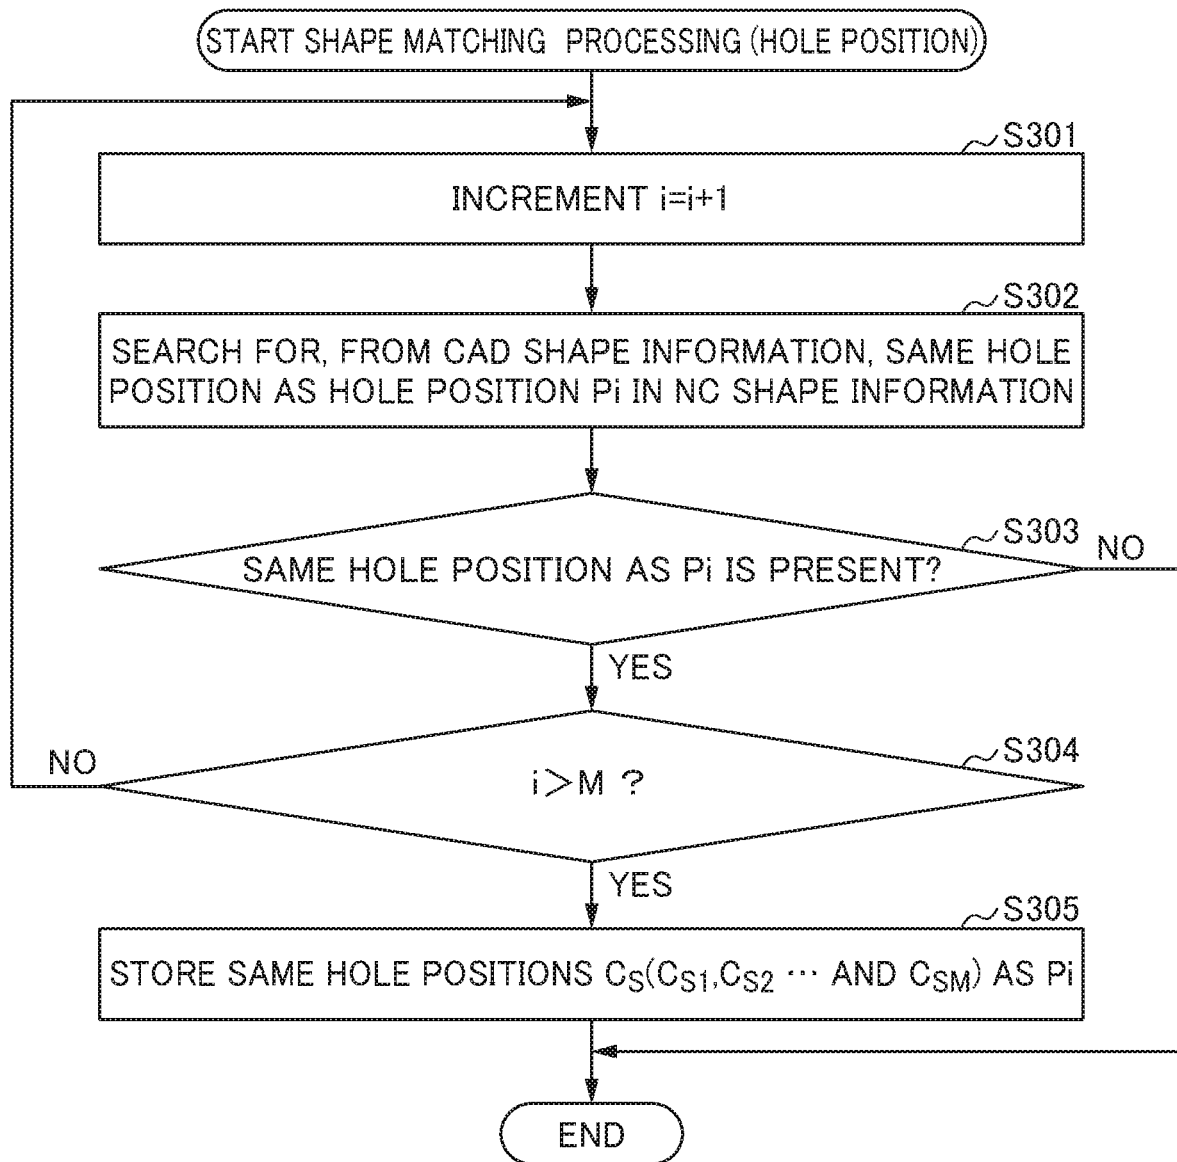 START SHAPE MATCHING PROCESSING (HOLE POSITION)
S301
INCREMENT i=i+1
S302
SEARCH FOR, FROM CAD SHAPE INFORMATION, SAME HOLE
POSITION AS HOLE POSITION Pi IN NC SHAPE INFORMATION
S303
NO
SAME HOLE POSITION AS Pi IS PRESENT?
YES
S304
NO
i>M ?
YES
S305
STORE SAME HOLE POSITIONS CS(CS1,CS2 ··· AND CSM) AS Pi
END